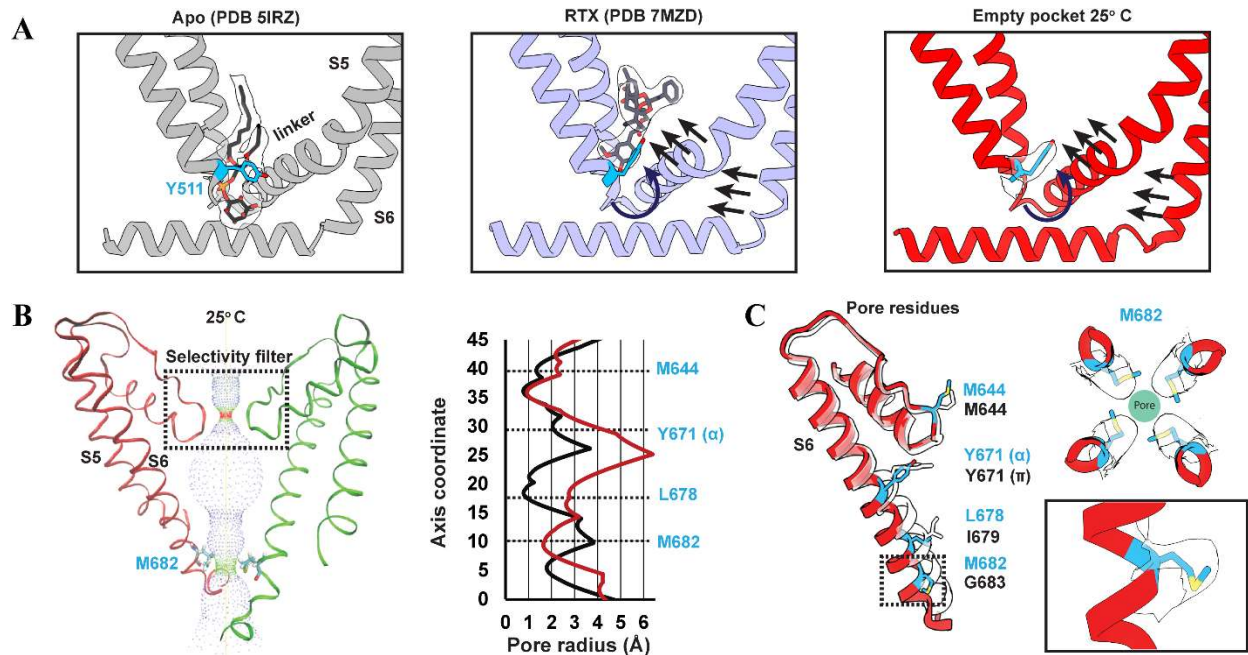 A
Apo (PDB 5IRZ)
RTX (PDB 7MZD)
Empty pocket 25° C
S5
linker
Y511
S6
B
25° C
Selectivity filter
S5
S6
M682
45
40
35
30
25
20
15
10
5
0
Axis coordinate
0 1 2 3 4 5 6
Pore radius (Å)
M644
Y671 (α)
L678
M682
C
Pore residues
S6
M644
M644
Y671 (α)
Y671 (π)
L678
I679
M682
G683
M682
Pore